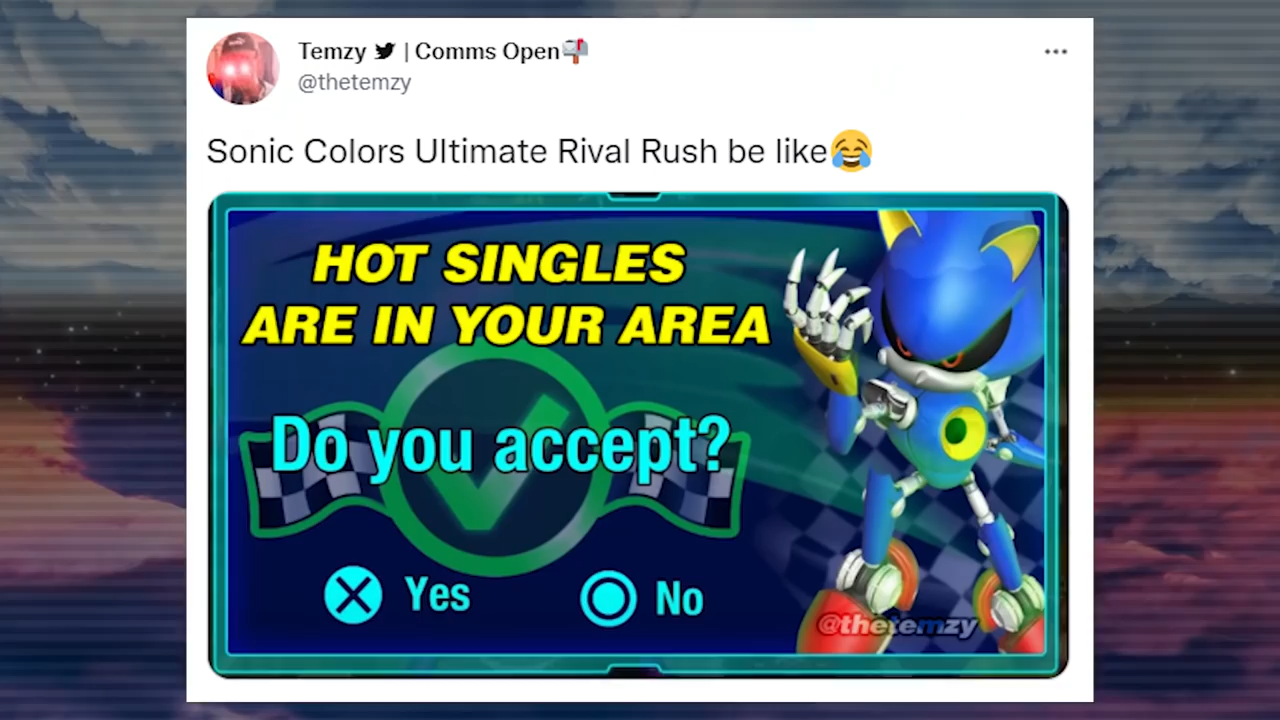 Temzy 🐦 | Comms Open📬
@thetemzy
Sonic Colors Ultimate Rival Rush be like😂
HOT SINGLES
ARE IN YOUR AREA
Do you accept?
Yes No
@thetemzy